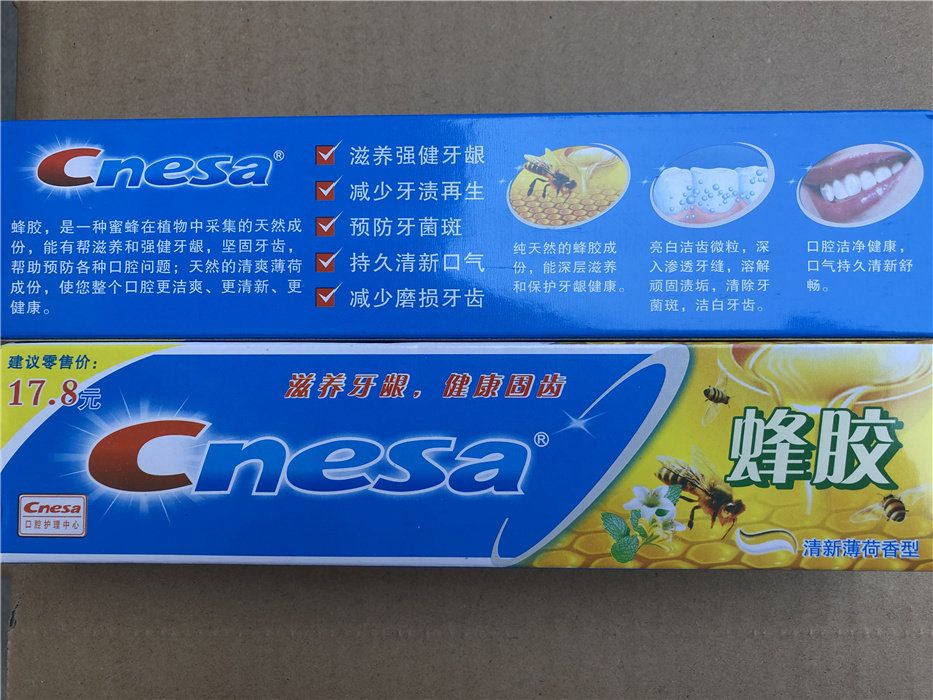 Cnesa®
蜂胶，是一种蜜蜂在植物中采集的天然成
份，能有帮滋养和强健牙龈，坚固牙齿，
帮助预防各种口腔问题；天然的清爽薄荷
成份，使您整个口腔更洁爽、更清新、更
健康。
滋养强健牙龈
减少牙渍再生
预防牙菌斑
持久清新口气
减少磨损牙齿
纯天然的蜂胶成
份，能深层滋养
和保护牙龈健康。
亮白洁齿微粒，深
入渗透牙缝，溶解
顽固渍垢，清除牙
菌斑，洁白牙齿。
口腔洁净健康，
口气持久清新舒
畅。
建议零售价：
17.8元
滋养牙龈，健康固齿
Cnesa®
蜂胶
Cnesa
口腔护理中心
清新薄荷香型